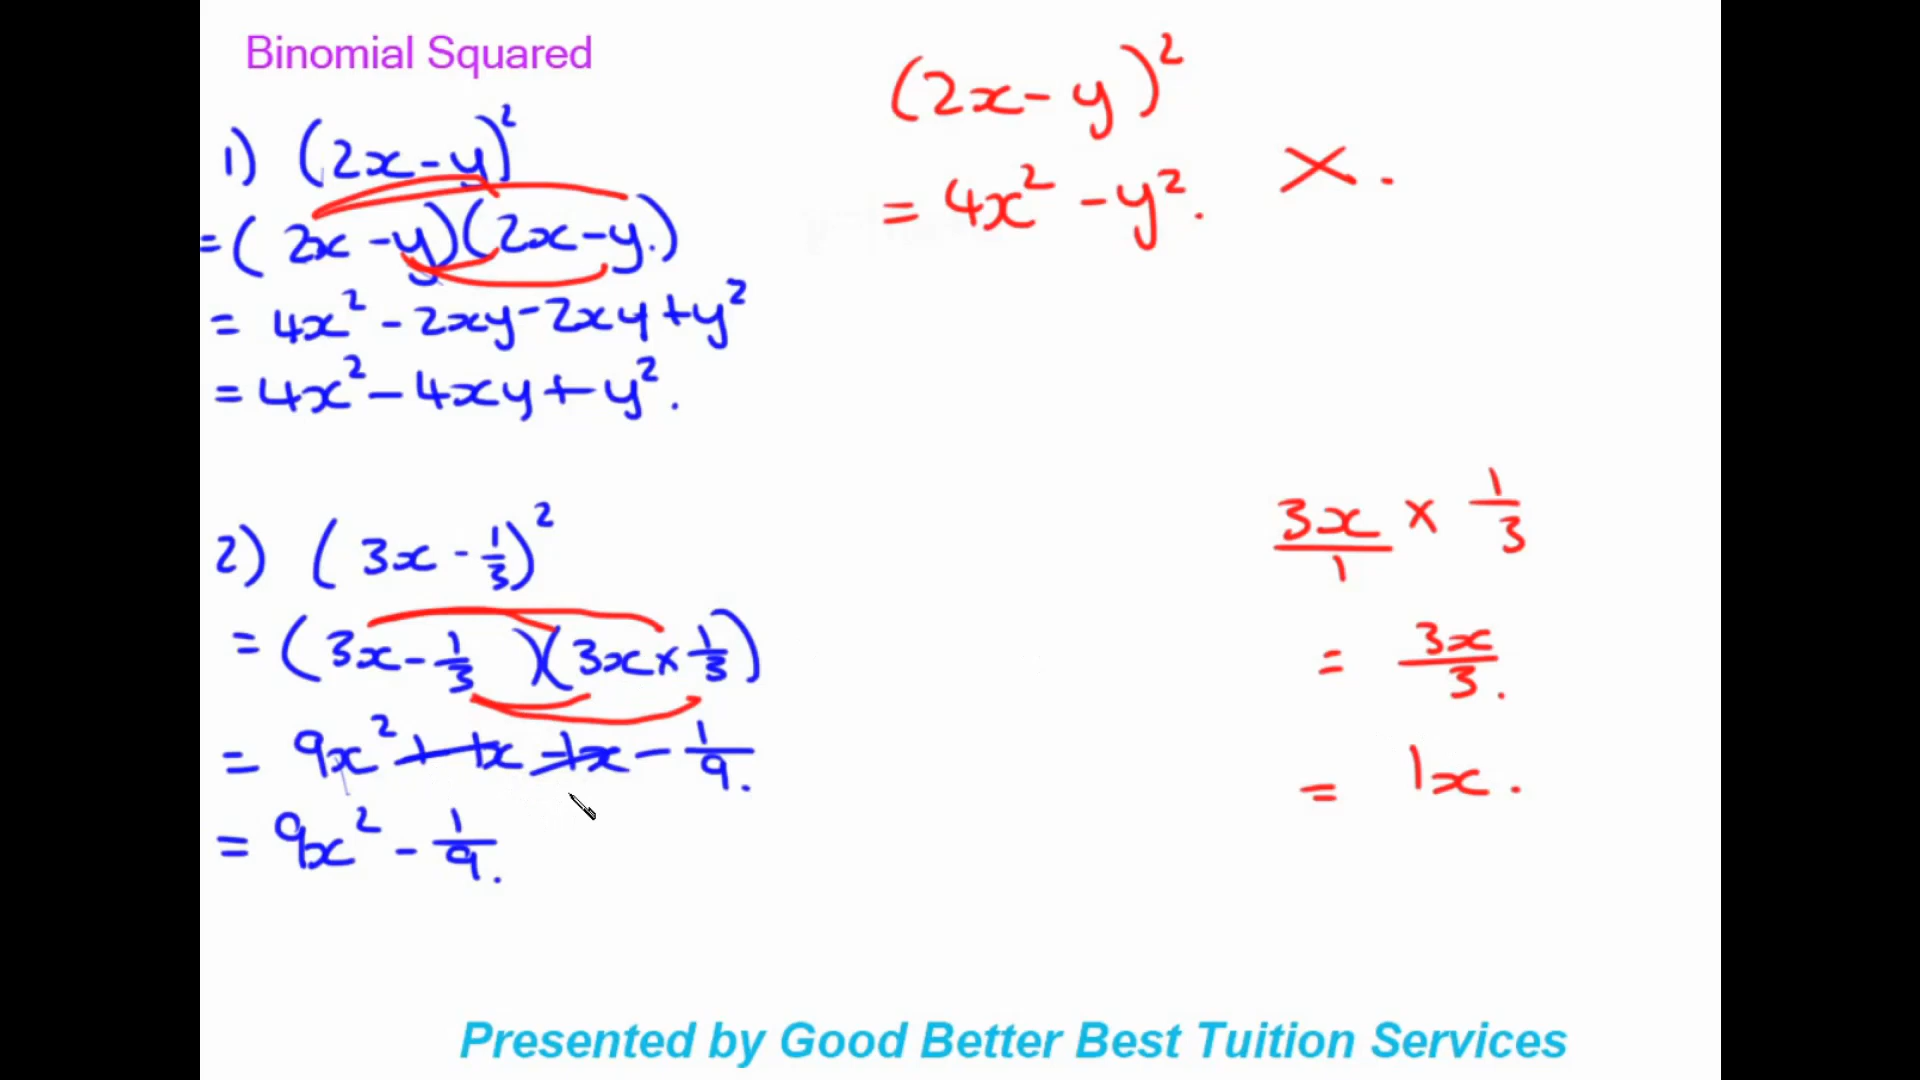 Binomial Squared
1) (2x-y)²
=(2x-y)(2x-y.)
= 4x²-2xy-2xy+y²
= 4x²-4xy+y².
(2x-y)²
= 4x²-y². ×.
2) (3x-1/3)²
= (3x-1/3)(3x×1/3)
= 9x²+1x-1x-1/9.
= 9x²-1/9.
3x/1 × 1/3
= 3x/3.
= 1x.
Presented by Good Better Best Tuition Services